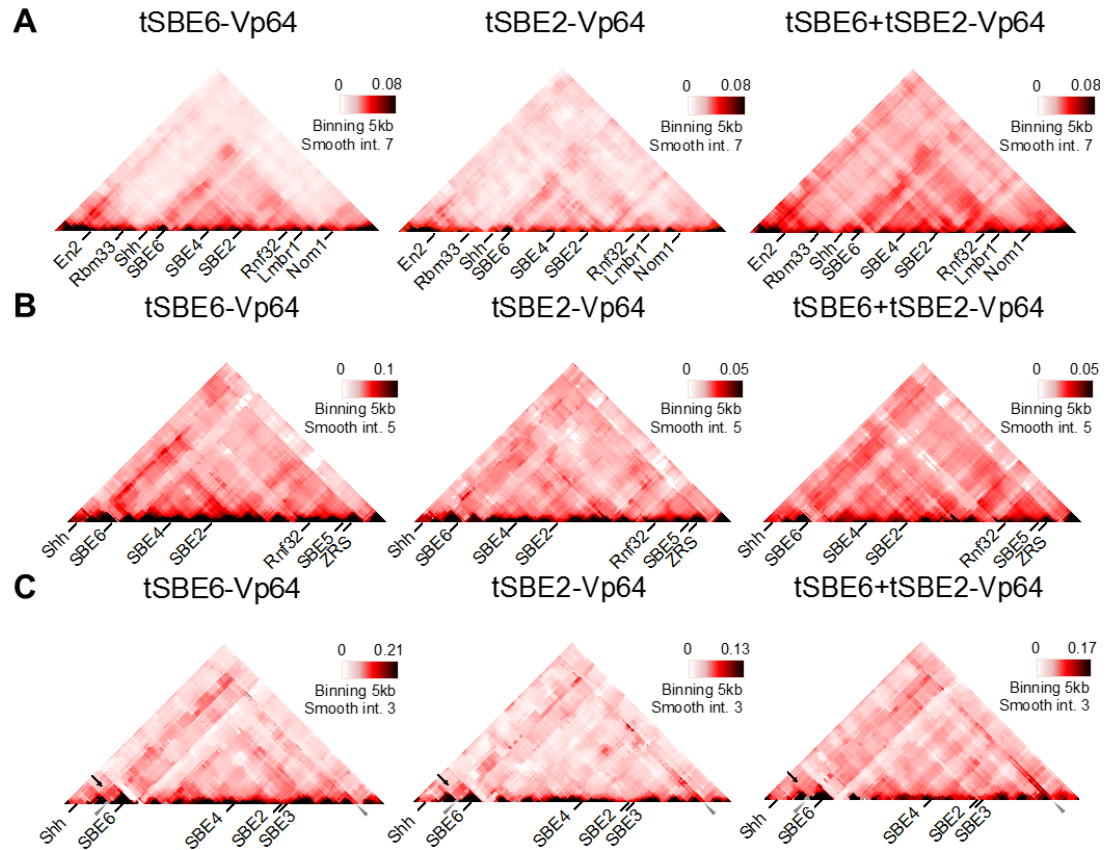 A
tSBE6-Vp64
tSBE2-Vp64
tSBE6+tSBE2-Vp64
0 0.08
Binning 5kb
Smooth int. 7
0 0.08
Binning 5kb
Smooth int. 7
0 0.08
Binning 5kb
Smooth int. 7
En2 Rbm33 Shh SBE6 SBE4 SBE2 Rnf32 Lmbr1 Nom1
En2 Rbm33 Shh SBE6 SBE4 SBE2 Rnf32 Lmbr1 Nom1
En2 Rbm33 Shh SBE6 SBE4 SBE2 Rnf32 Lmbr1 Nom1
B
tSBE6-Vp64
tSBE2-Vp64
tSBE6+tSBE2-Vp64
0 0.1
Binning 5kb
Smooth int. 5
0 0.05
Binning 5kb
Smooth int. 5
0 0.05
Binning 5kb
Smooth int. 5
Shh SBE6 SBE4 SBE2 Rnf32 SBE5 ZRS
Shh SBE6 SBE4 SBE2 Rnf32 SBE5 ZRS
Shh SBE6 SBE4 SBE2 Rnf32 SBE5 ZRS
C
tSBE6-Vp64
tSBE2-Vp64
tSBE6+tSBE2-Vp64
0 0.21
Binning 5kb
Smooth int. 3
0 0.13
Binning 5kb
Smooth int. 3
0 0.17
Binning 5kb
Smooth int. 3
Shh SBE6 SBE4 SBE2 SBE3
Shh SBE6 SBE4 SBE2 SBE3
Shh SBE6 SBE4 SBE2 SBE3